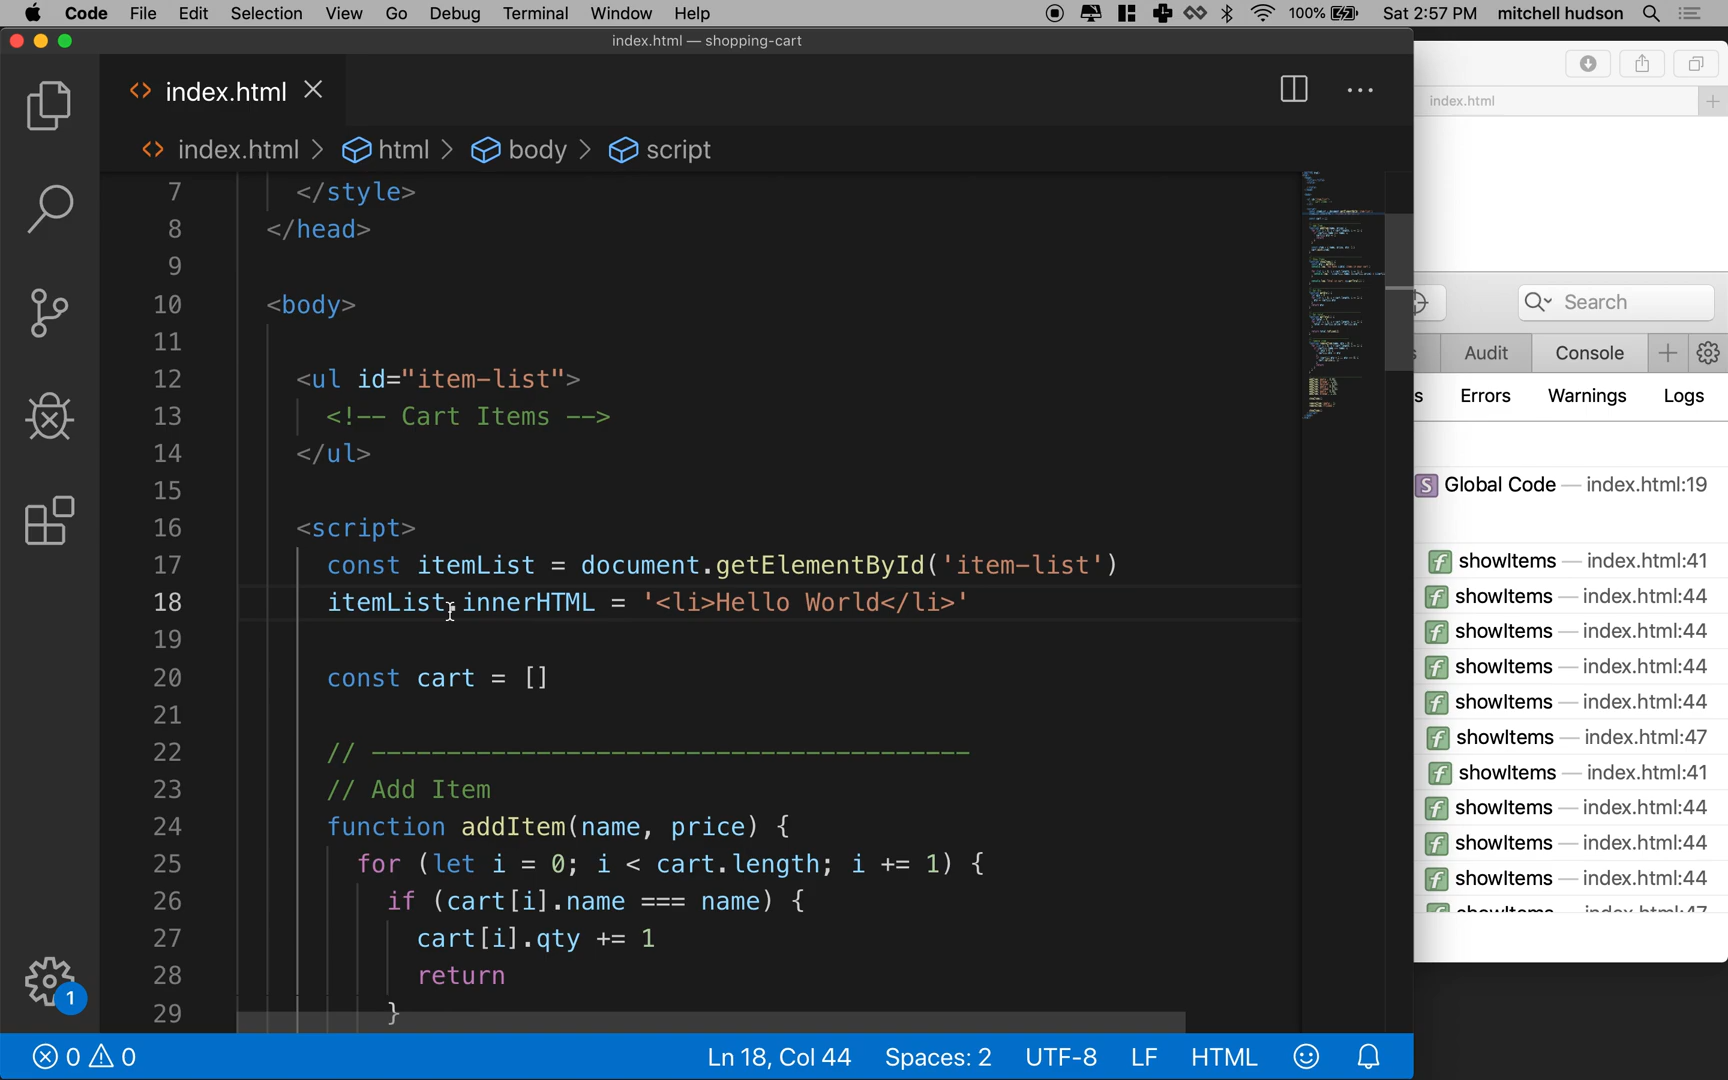 Code File Edit Selection View Go Debug Terminal Window Help 100% Sat 2:57 PM mitchell hudson
index.html — shopping-cart
index.html
index.html
index.html > html > body > script
7 </style>
8 </head>
9
10 <body>
11
12 <ul id="item-list">
13 <!-- Cart Items -->
14 </ul>
15
16 <script>
17 const itemList = document.getElementById('item-list')
18 itemList.innerHTML = '<li>Hello World</li>'
19
20 const cart = []
21
22 // ----------------------------------------
23 // Add Item
24 function addItem(name, price) {
25 for (let i = 0; i < cart.length; i += 1) {
26 if (cart[i].name === name) {
27 cart[i].qty += 1
28 return
29 }
1
0 0 Ln 18, Col 44 Spaces: 2 UTF-8 LF HTML
Search
s Audit Console
s Errors Warnings Logs
S Global Code — index.html:19
f showItems — index.html:41
f showItems — index.html:44
f showItems — index.html:44
f showItems — index.html:44
f showItems — index.html:44
f showItems — index.html:47
f showItems — index.html:41
f showItems — index.html:44
f showItems — index.html:44
f showItems — index.html:44
showItems — index.html:47